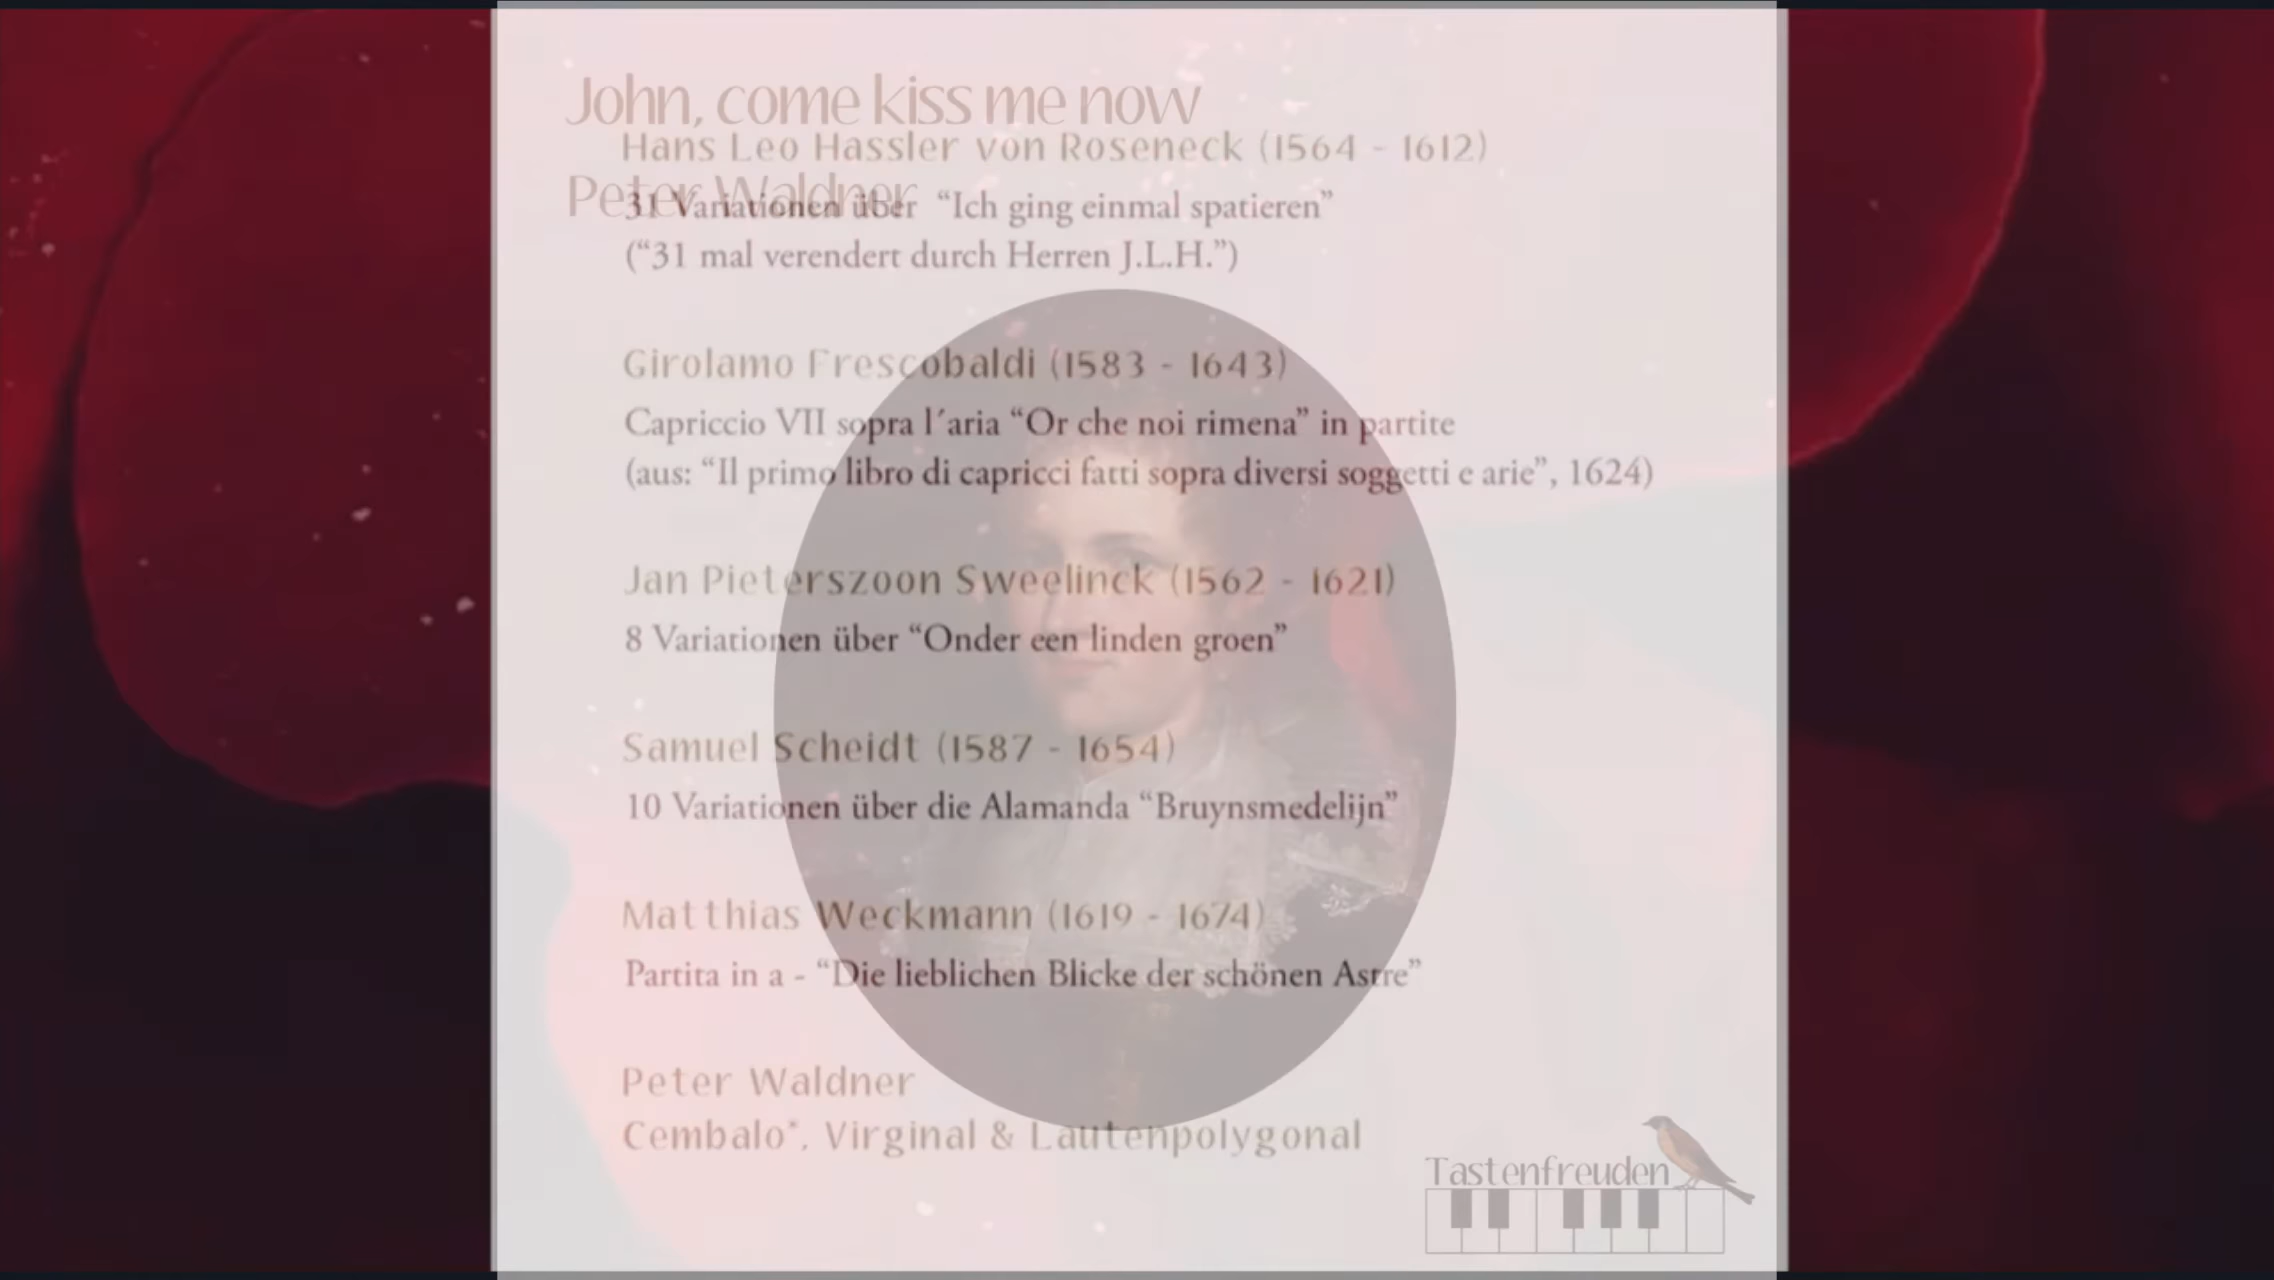 John, come kiss me now
Hans Leo Hassler von Roseneck (1564 - 1612)
Peter Waldner
31 Variationen über “Ich ging einmal spatieren”
(“31 mal verendert durch Herren J.L.H.”)
Girolamo Frescobaldi (1583 - 1643)
Capriccio VII sopra l´aria “Or che noi rimena” in partite
(aus: “Il primo libro di capricci fatti sopra diversi soggetti e arie”, 1624)
Jan Pieterszoon Sweelinck (1562 - 1621)
8 Variationen über “Onder een linden groen”
Samuel Scheidt (1587 - 1654)
10 Variationen über die Alamanda “Bruynsmedelijn”
Matthias Weckmann (1619 - 1674)
Partita in a - “Die lieblichen Blicke der schönen Astre”
Peter Waldner
Cembalo*, Virginal & Lautenpolygonal
Tastenfreuden